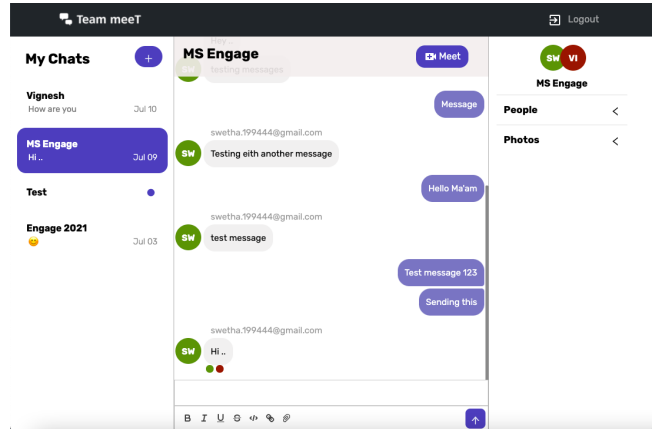 Team meeT
Logout
My Chats
+
Vignesh
How are you
Jul 10
MS Engage
Hi ..
Jul 09
Test
Engage 2021
😊
Jul 03
Hey
MS Engage
Meet
SW
testing messages
Message
swetha.199444@gmail.com
SW
Testing eith another message
Hello Ma'am
swetha.199444@gmail.com
SW
test message
Test message 123
Sending this
swetha.199444@gmail.com
SW
Hi ..
B I U S </>
SW VI
MS Engage
People <
Photos <